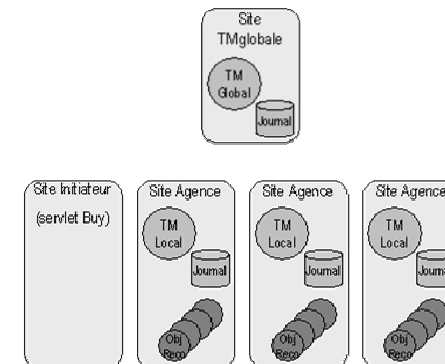 Site
TMglobale
TM
Global
Journal
Site Initiateur
(servlet Buy)
Site Agence
TM
Local
Journal
Obj
Reco
Site Agence
TM
Local
Journal
Obj
Reco
Site Agence
TM
Local
Journa
Obj
Reco